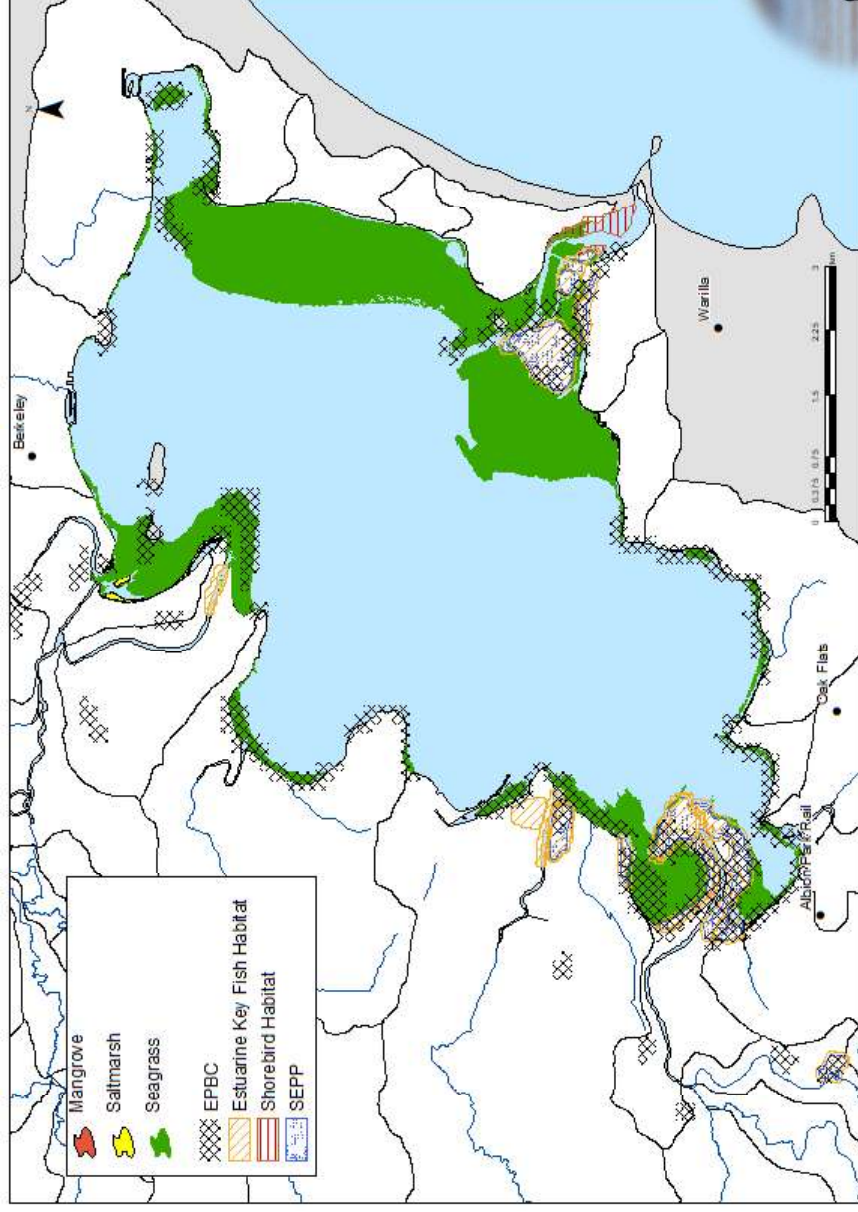 N
Berkeley
Mangrove
Saltmarsh
Seagrass
EPBC
Estuarine Key Fish Habitat
Shorebird Habitat
SEPP
Warilla
Oak Flats
Albion Park Rail
0 0.375 0.75 1.5 2.25 3
km